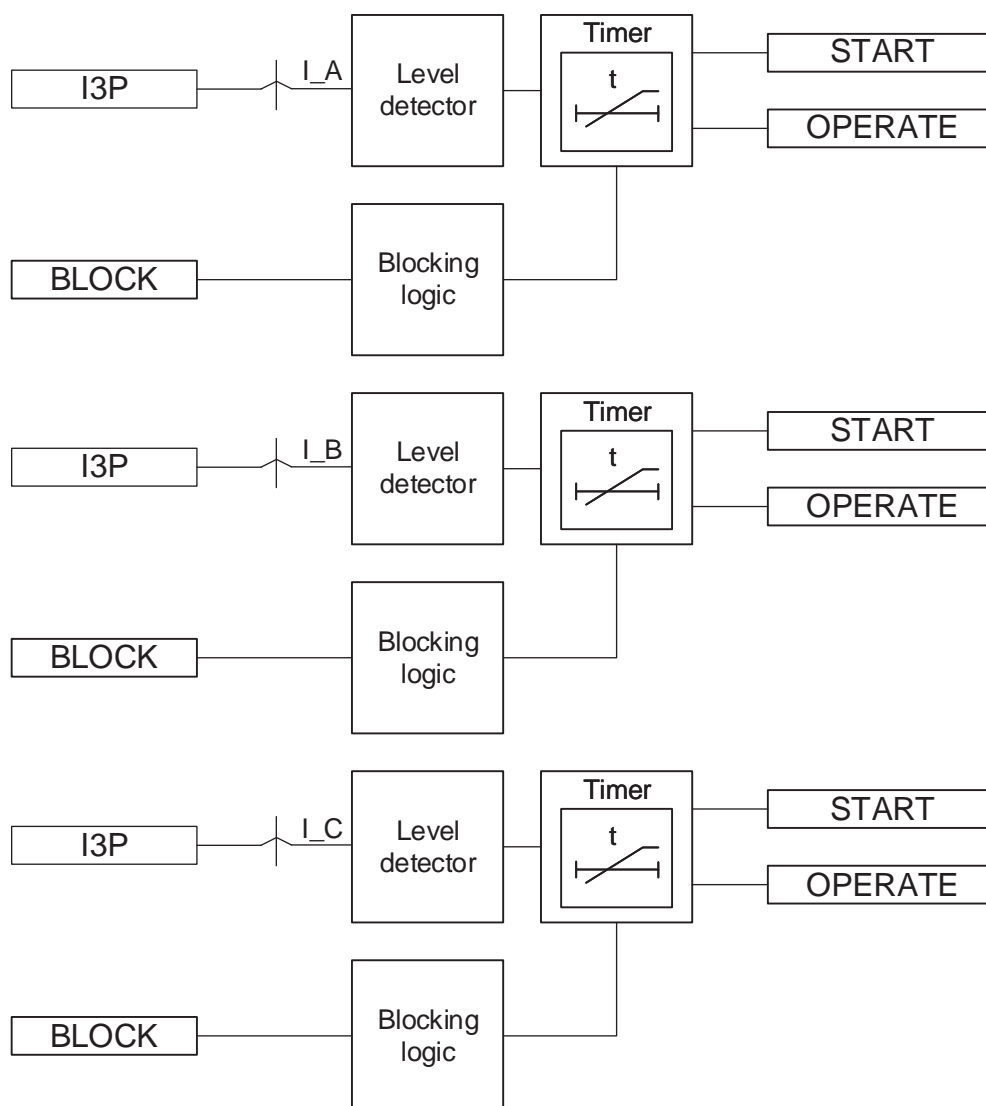 Timer
START
I3P
I_A
Level
detector
t
OPERATE
BLOCK
Blocking
logic
Timer
START
I3P
I_B
Level
detector
t
OPERATE
BLOCK
Blocking
logic
Timer
START
I3P
I_C
Level
detector
t
OPERATE
BLOCK
Blocking
logic